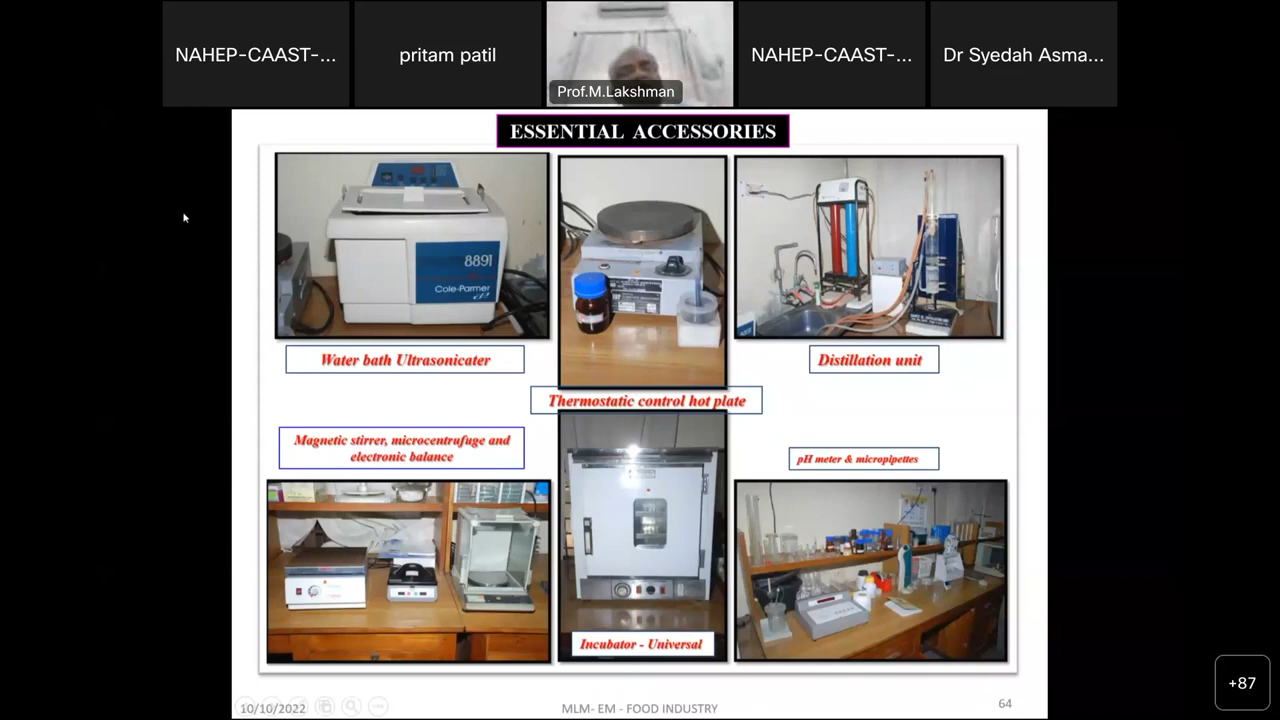 NAHEP-CAAST-...
pritam patil
Prof.M.Lakshman
NAHEP-CAAST-...
Dr Syedah Asma...
ESSENTIAL ACCESSORIES
8891
Cole-Parmer
Water bath Ultrasonicater
Thermostatic control hot plate
Distillation unit
Magnetic stirrer, microcentrufuge and
electronic balance
pH meter & micropipettes
Incubator - Universal
10/10/2022
MLM- EM - FOOD INDUSTRY
64
+87